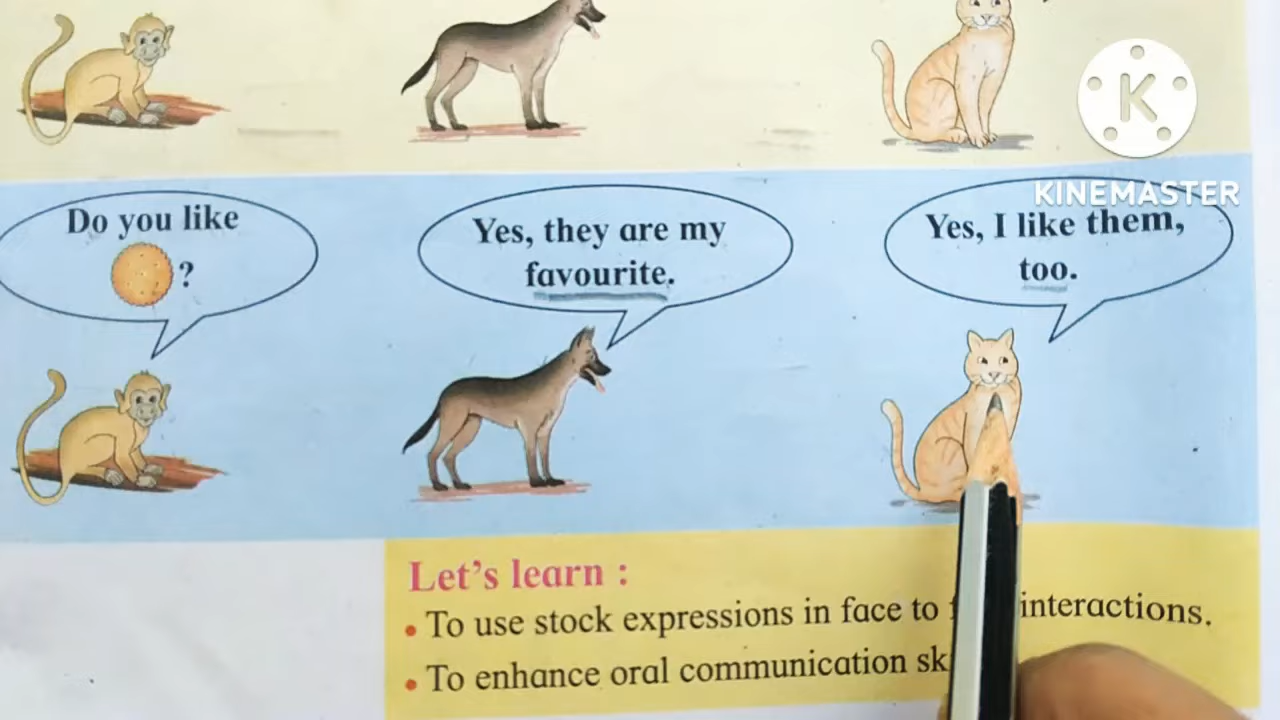 K
KINEMASTER
Do you like
?
Yes, they are my
favourite.
Yes, I like them,
too.
Let's learn :
• To use stock expressions in face to interactions.
• To enhance oral communication